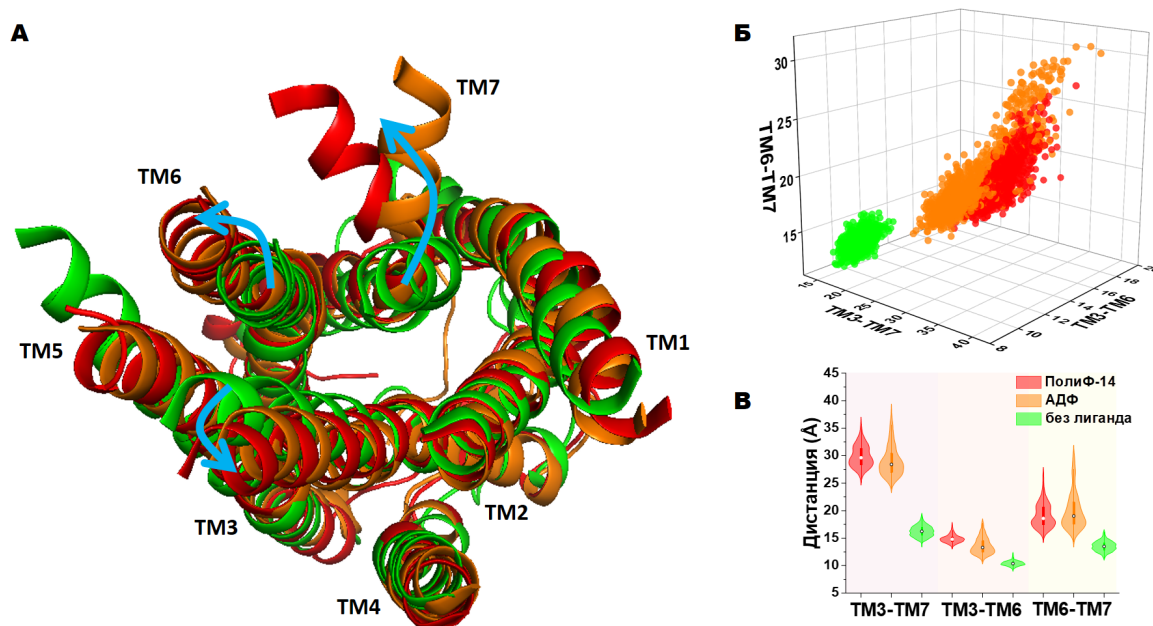 А
TM7
TM6
TM5
TM1
TM3
TM2
TM4
Б
30
25
20
15
TM6-TM7
15
20
25
30
35
40
TM3-TM7
8
10
12
14
16
18
TM3-TM6
В
45
40
35
30
25
20
15
10
5
Дистанция (Å)
ПолиФ-14
АДФ
без лиганда
TM3-TM7
TM3-TM6
TM6-TM7